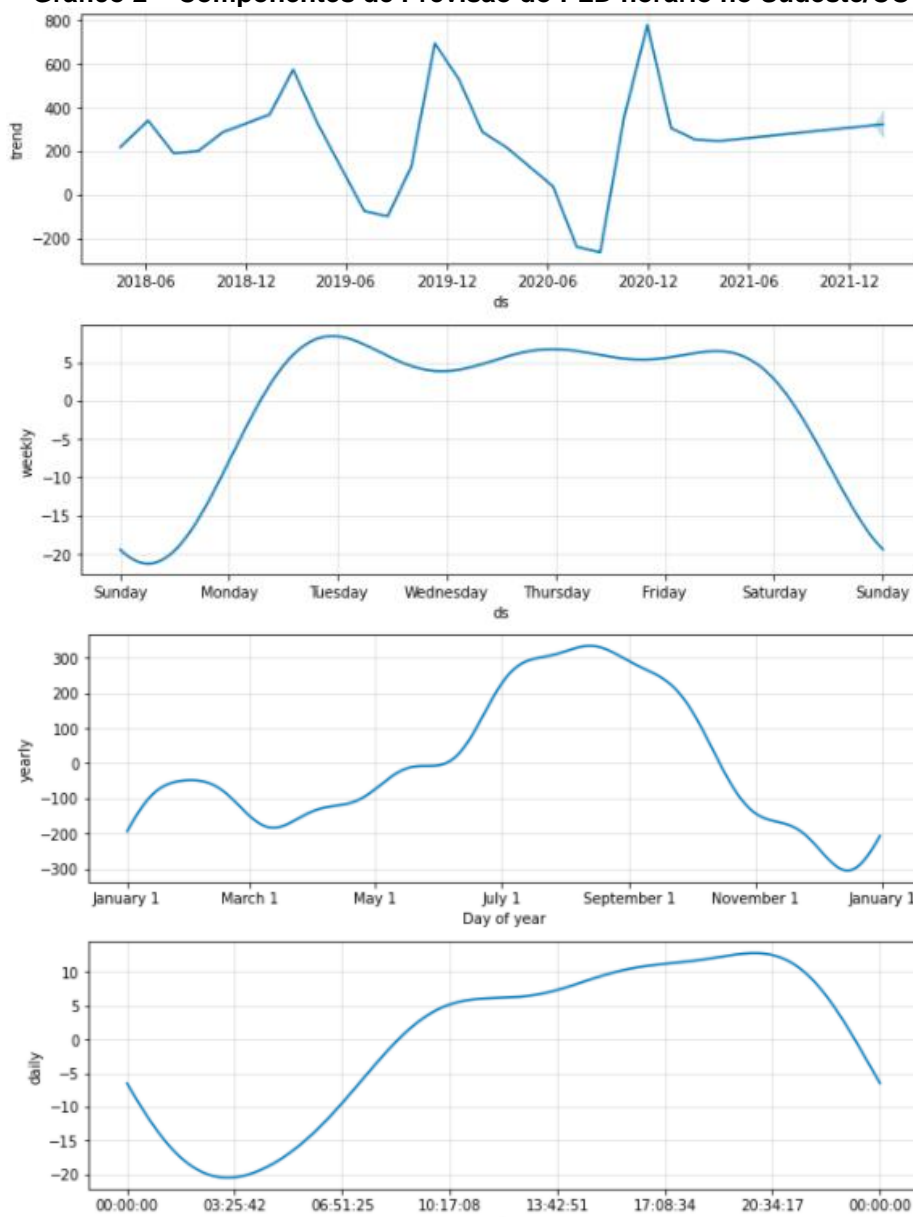 Gráfico 2 – Componentes de Previsão do PLD horário no Sudeste/CO
800
600
400
200
0
−200
trend
2018-06 2018-12 2019-06 2019-12 2020-06 2020-12 2021-06 2021-12
ds
5
0
−5
−10
−15
−20
weekly
Sunday Monday Tuesday Wednesday Thursday Friday Saturday Sunday
ds
300
200
100
0
−100
−200
−300
yearly
January 1 March 1 May 1 July 1 September 1 November 1 January 1
Day of year
10
5
0
−5
−10
−15
−20
daily
00:00:00 03:25:42 06:51:25 10:17:08 13:42:51 17:08:34 20:34:17 00:00:00